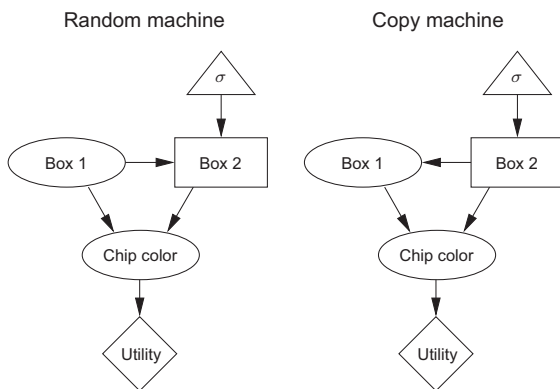 Random machine
Copy machine
σ
σ
Box 1
Box 2
Box 1
Box 2
Chip color
Chip color
Utility
Utility